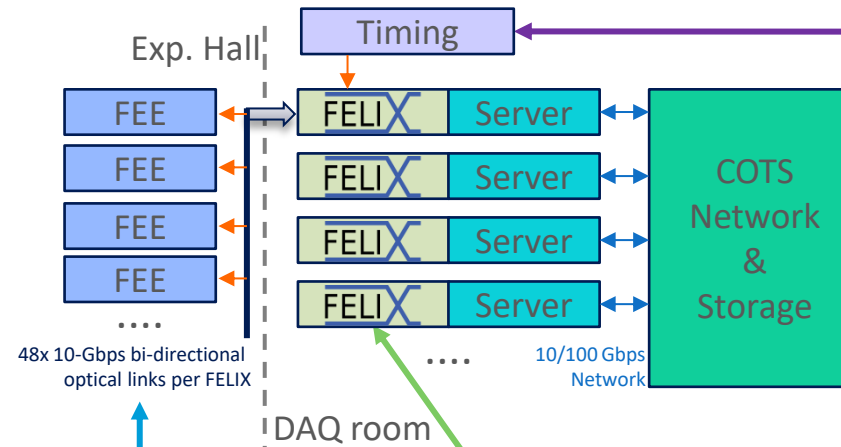 Exp. Hall
Timing
FEE
FELIX
Server
FEE
FELIX
Server
FEE
FELIX
Server
FEE
FELIX
Server
COTS
Network
&
Storage
....
48x 10-Gbps bi-directional
optical links per FELIX
....
10/100 Gbps
Network
DAQ room